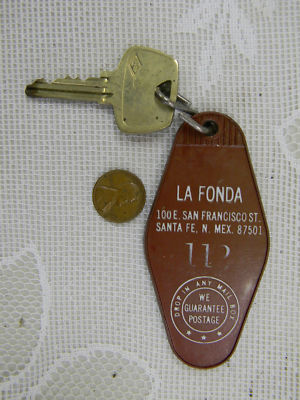 LA FONDA
100 E. SAN FRANCISCO ST.
SANTA FE, N. MEX. 87501
112
DROP IN ANY MAIL BOX
WE
GUARANTEE
POSTAGE